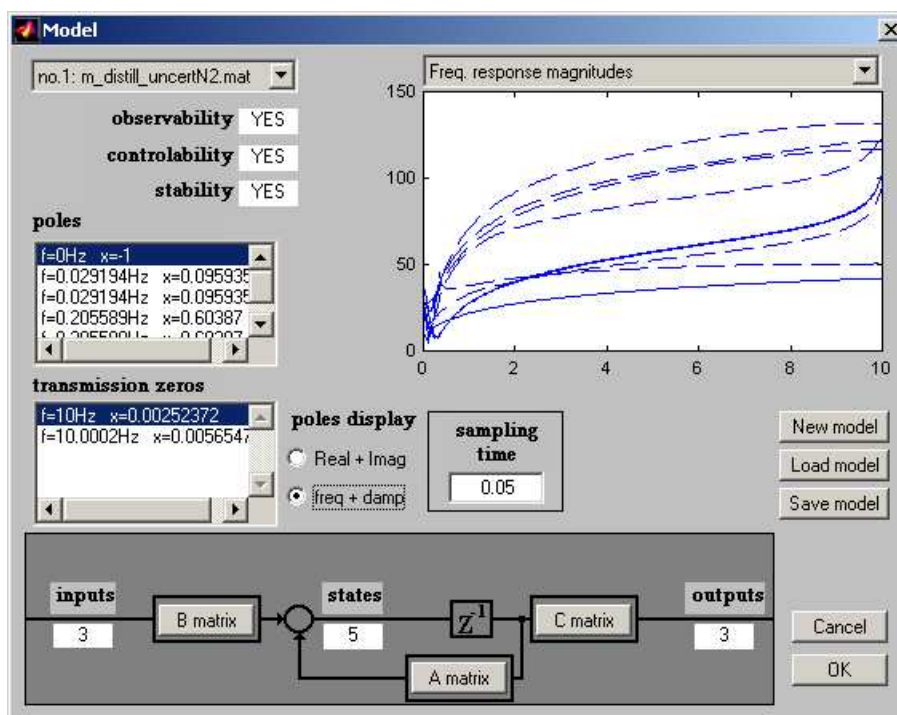 Model
no.1: m_distill_uncertN2.mat
Freq. response magnitudes
observability YES
controlability YES
stability YES
poles
f=0Hz x=-1
f=0.029194Hz x=0.095935
f=0.029194Hz x=0.095935
f=0.205589Hz x=0.60387
f=0.205589Hz x=0.60387
150
100
50
0
0 2 4 6 8 10
transmission zeros
f=10Hz x=0.00252372
f=10.0002Hz x=0.0056547
poles display
Real + Imag
freq + damp
sampling
time
0.05
New model
Load model
Save model
inputs
3
B matrix
states
5
Z-1
A matrix
C matrix
outputs
3
Cancel
OK